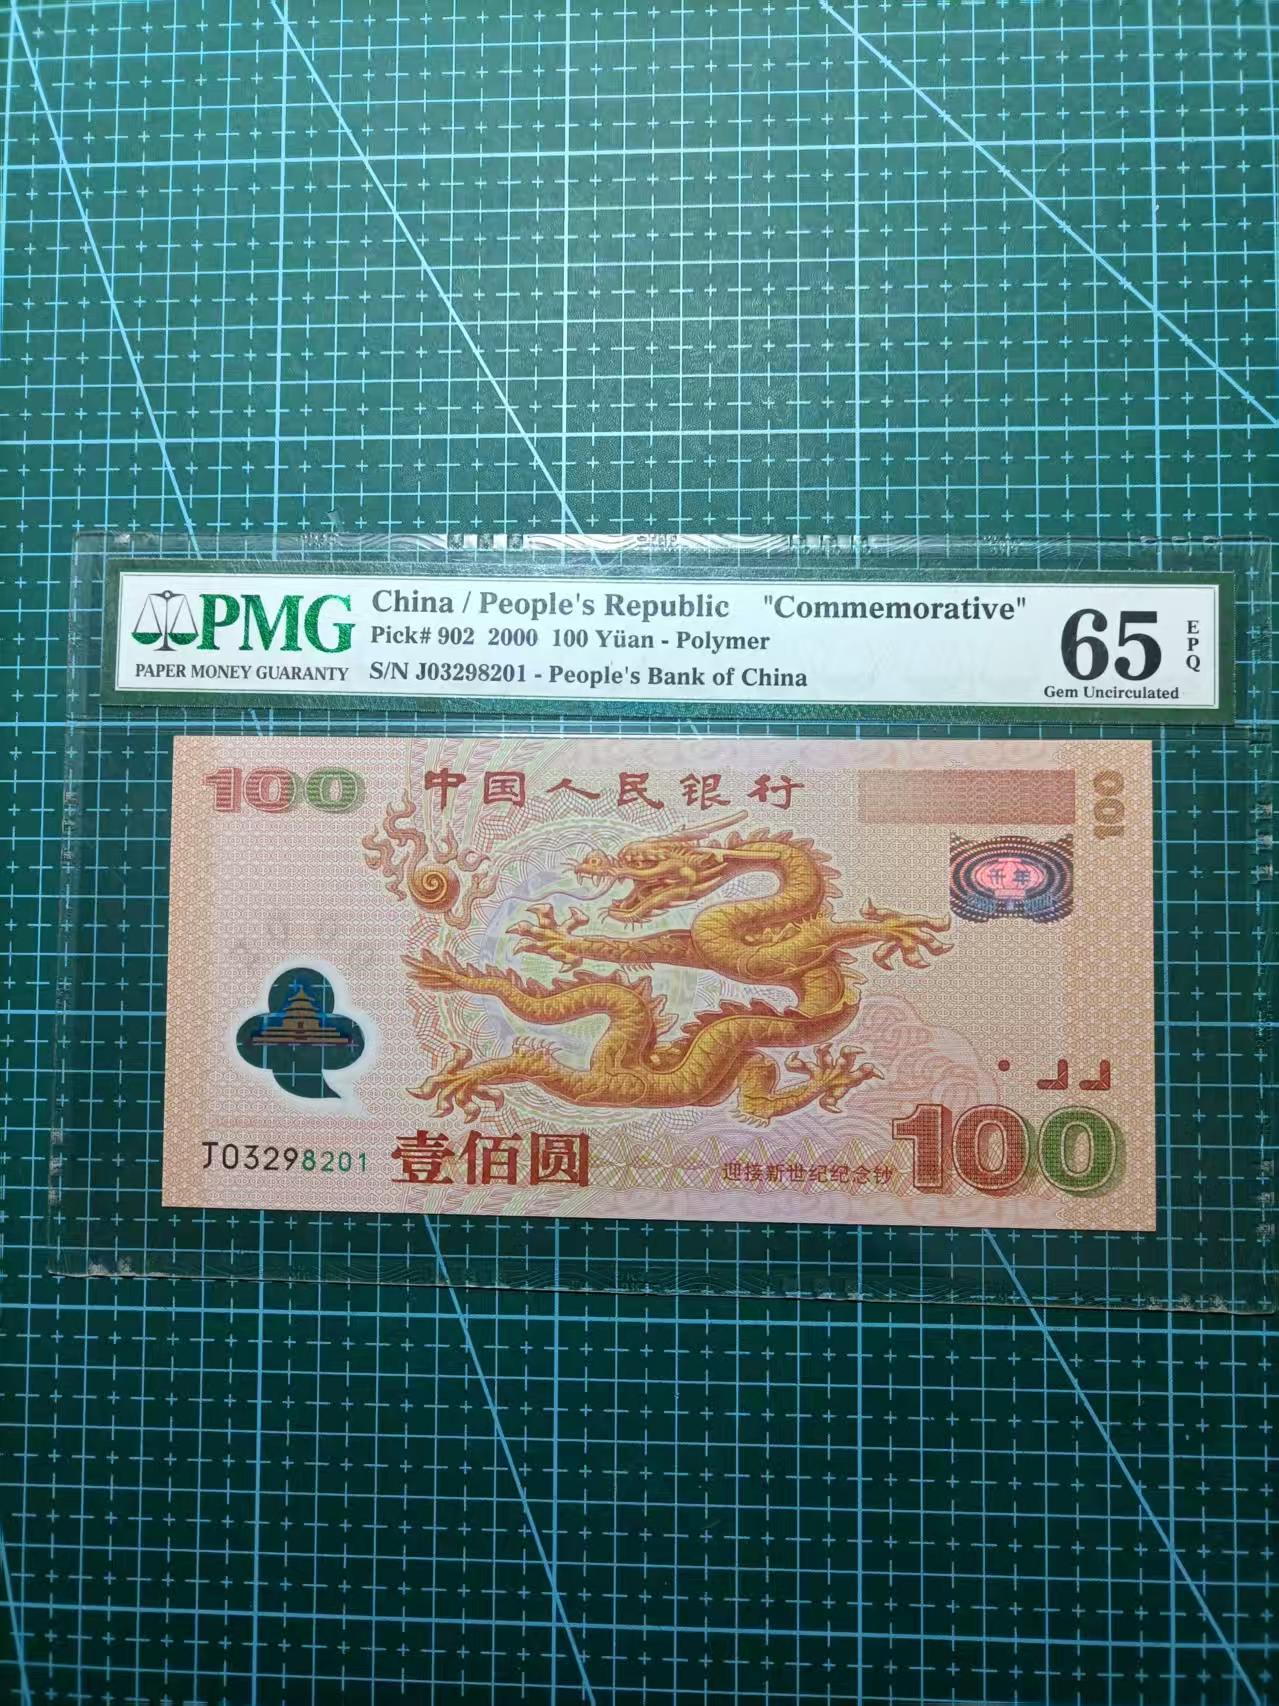 PMG
PAPER MONEY GUARANTY
China / People's Republic "Commemorative"
Pick# 902 2000 100 Yüan - Polymer
S/N J03298201 - People's Bank of China
65
EPQ
Gem Uncirculated
100
中国人民银行
100
千年
J03298201
壹佰圆
迎接新世纪纪念钞
100